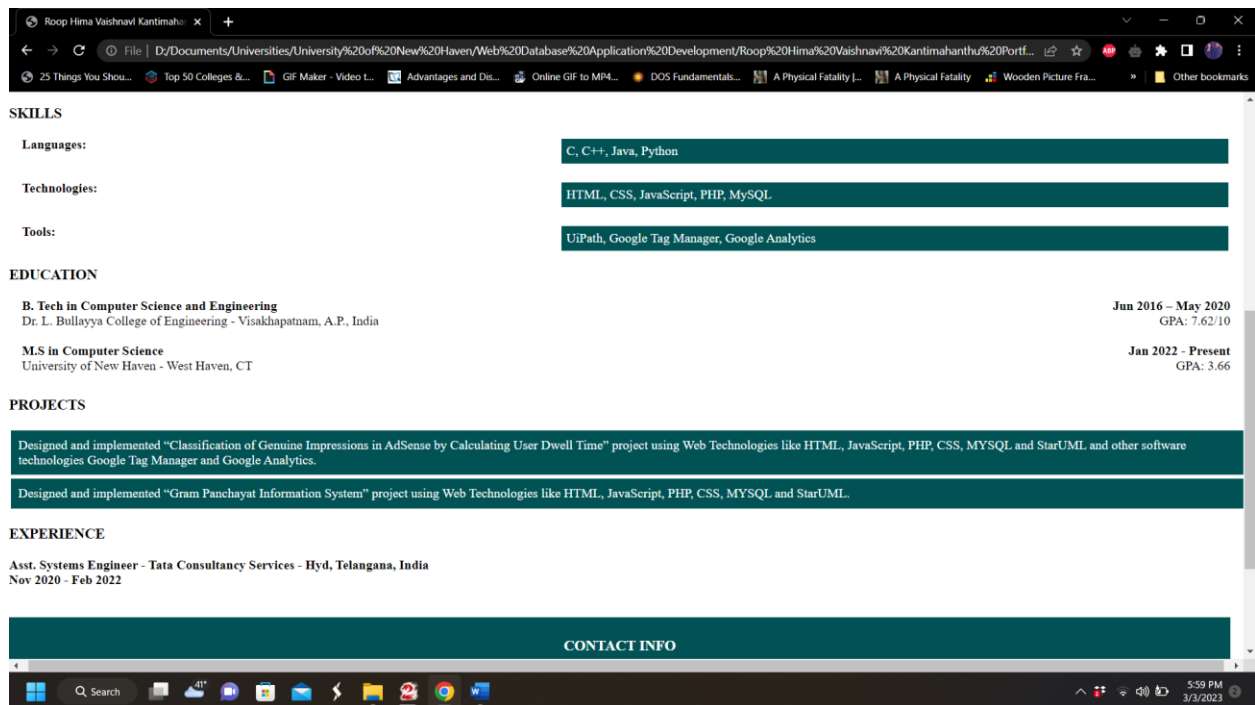 Roop Hima Vaishnavi Kantimaha
File | D:/Documents/Universities/University%20of%20New%20Haven/Web%20Database%20Application%20Development/Roop%20Hima%20Vaishnavi%20Kantimahanthu%20Portf...
25 Things You Shou... Top 50 Colleges &... GIF Maker - Video t... Advantages and Dis... Online GIF to MP4... DOS Fundamentals... A Physical Fatality |... A Physical Fatality Wooden Picture Fra... » Other bookmarks
SKILLS
Languages: C, C++, Java, Python
Technologies: HTML, CSS, JavaScript, PHP, MySQL
Tools: UiPath, Google Tag Manager, Google Analytics
EDUCATION
B. Tech in Computer Science and Engineering Jun 2016 – May 2020
Dr. L. Bullayya College of Engineering - Visakhapatnam, A.P., India GPA: 7.62/10
M.S in Computer Science Jan 2022 - Present
University of New Haven - West Haven, CT GPA: 3.66
PROJECTS
Designed and implemented “Classification of Genuine Impressions in AdSense by Calculating User Dwell Time” project using Web Technologies like HTML, JavaScript, PHP, CSS, MYSQL and StarUML and other software
technologies Google Tag Manager and Google Analytics.
Designed and implemented “Gram Panchayat Information System” project using Web Technologies like HTML, JavaScript, PHP, CSS, MYSQL and StarUML.
EXPERIENCE
Asst. Systems Engineer - Tata Consultancy Services - Hyd, Telangana, India
Nov 2020 - Feb 2022
CONTACT INFO
41°
Search
5:59 PM
3/3/2023